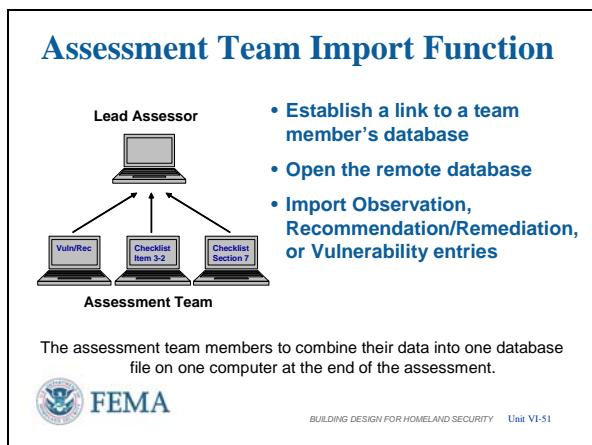 Assessment Team Import Function
Lead Assessor
Vuln/Rec
Checklist
Item 3-2
Checklist
Section 7
Assessment Team
• Establish a link to a team
member's database
• Open the remote database
• Import Observation,
Recommendation/Remediation,
or Vulnerability entries
The assessment team members to combine their data into one database
file on one computer at the end of the assessment.
FEMA
BUILDING DESIGN FOR HOMELAND SECURITY Unit VI-51